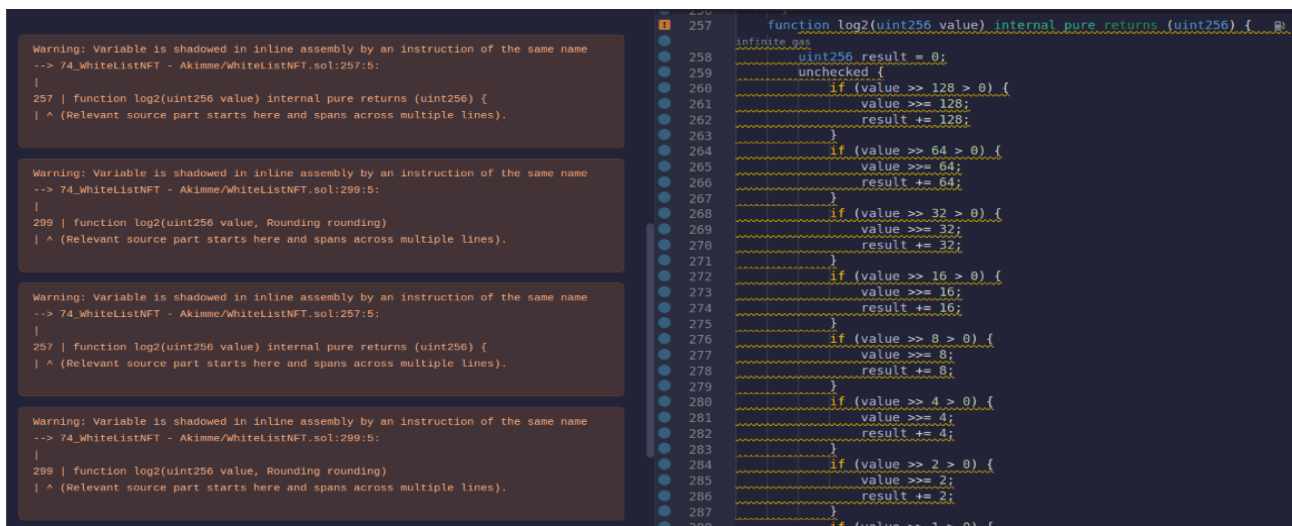 Warning: Variable is shadowed in inline assembly by an instruction of the same name
--> 74_WhiteListNFT - Akimme/WhiteListNFT.sol:257:5:
|
257 | function log2(uint256 value) internal pure returns (uint256) {
| ^ (Relevant source part starts here and spans across multiple lines).
Warning: Variable is shadowed in inline assembly by an instruction of the same name
--> 74_WhiteListNFT - Akimme/WhiteListNFT.sol:299:5:
|
299 | function log2(uint256 value, Rounding rounding)
| ^ (Relevant source part starts here and spans across multiple lines).
Warning: Variable is shadowed in inline assembly by an instruction of the same name
--> 74_WhiteListNFT - Akimme/WhiteListNFT.sol:257:5:
|
257 | function log2(uint256 value) internal pure returns (uint256) {
| ^ (Relevant source part starts here and spans across multiple lines).
Warning: Variable is shadowed in inline assembly by an instruction of the same name
--> 74_WhiteListNFT - Akimme/WhiteListNFT.sol:299:5:
|
299 | function log2(uint256 value, Rounding rounding)
| ^ (Relevant source part starts here and spans across multiple lines).
257 function log2(uint256 value) internal pure returns (uint256) {
infinite gas
258 uint256 result = 0;
259 unchecked {
260 if (value >> 128 > 0) {
261 value >>= 128;
262 result += 128;
263 }
264 if (value >> 64 > 0) {
265 value >>= 64;
266 result += 64;
267 }
268 if (value >> 32 > 0) {
269 value >>= 32;
270 result += 32;
271 }
272 if (value >> 16 > 0) {
273 value >>= 16;
274 result += 16;
275 }
276 if (value >> 8 > 0) {
277 value >>= 8;
278 result += 8;
279 }
280 if (value >> 4 > 0) {
281 value >>= 4;
282 result += 4;
283 }
284 if (value >> 2 > 0) {
285 value >>= 2;
286 result += 2;
287 }